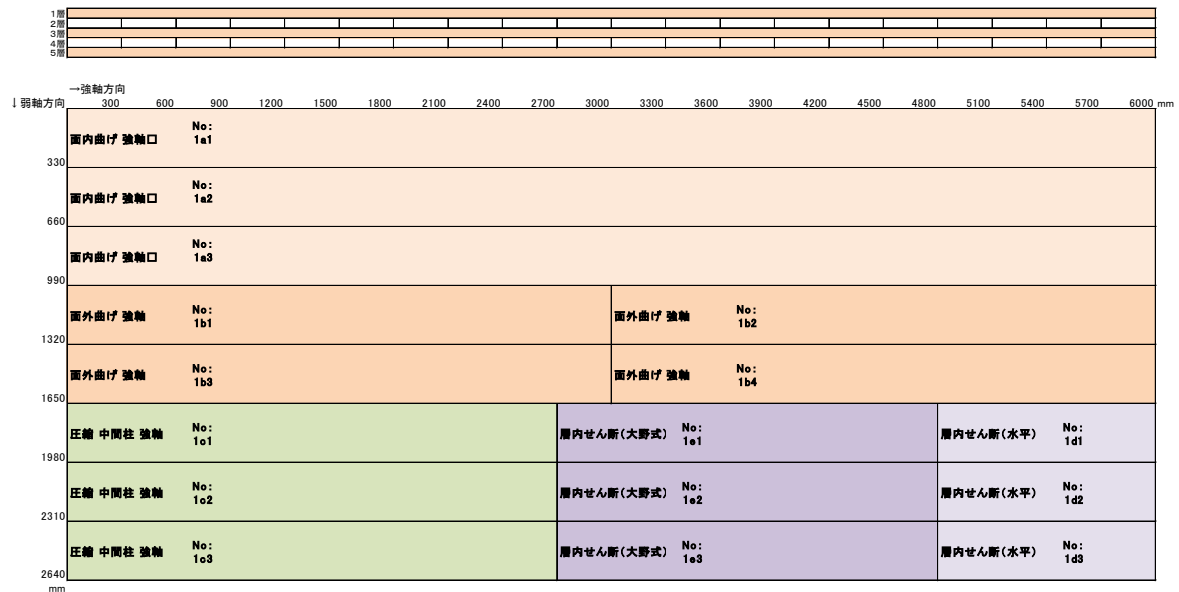 1層
2層
3層
4層
5層
→強軸方向
↓弱軸方向 300 600 900 1200 1500 1800 2100 2400 2700 3000 3300 3600 3900 4200 4500 4800 5100 5400 5700 6000 mm
面内曲げ 強軸口 No: 1a1
330
面内曲げ 強軸口 No: 1a2
660
面内曲げ 強軸口 No: 1a3
990
面外曲げ 強軸 No: 1b1 面外曲げ 強軸 No: 1b2
1320
面外曲げ 強軸 No: 1b3 面外曲げ 強軸 No: 1b4
1650
圧縮 中間柱 強軸 No: 1c1 層内せん断(大野式) No: 1e1 層内せん断(水平) No: 1d1
1980
圧縮 中間柱 強軸 No: 1c2 層内せん断(大野式) No: 1e2 層内せん断(水平) No: 1d2
2310
圧縮 中間柱 強軸 No: 1c3 層内せん断(大野式) No: 1e3 層内せん断(水平) No: 1d3
2640
mm